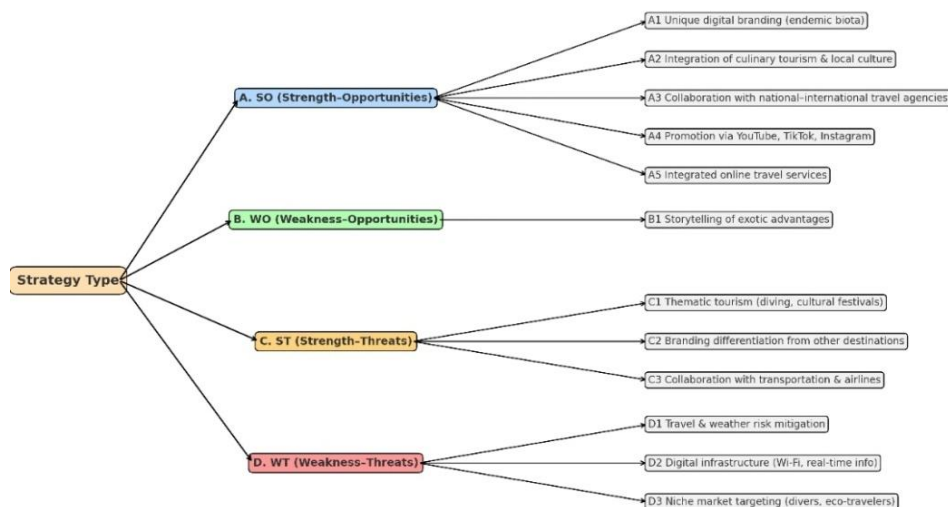 Strategy Type
A. SO (Strength–Opportunities)
A1 Unique digital branding (endemic biota)
A2 Integration of culinary tourism & local culture
A3 Collaboration with national–international travel agencies
A4 Promotion via YouTube, TikTok, Instagram
A5 Integrated online travel services
B. WO (Weakness–Opportunities)
B1 Storytelling of exotic advantages
C. ST (Strength–Threats)
C1 Thematic tourism (diving, cultural festivals)
C2 Branding differentiation from other destinations
C3 Collaboration with transportation & airlines
D. WT (Weakness–Threats)
D1 Travel & weather risk mitigation
D2 Digital infrastructure (Wi-Fi, real-time info)
D3 Niche market targeting (divers, eco-travelers)